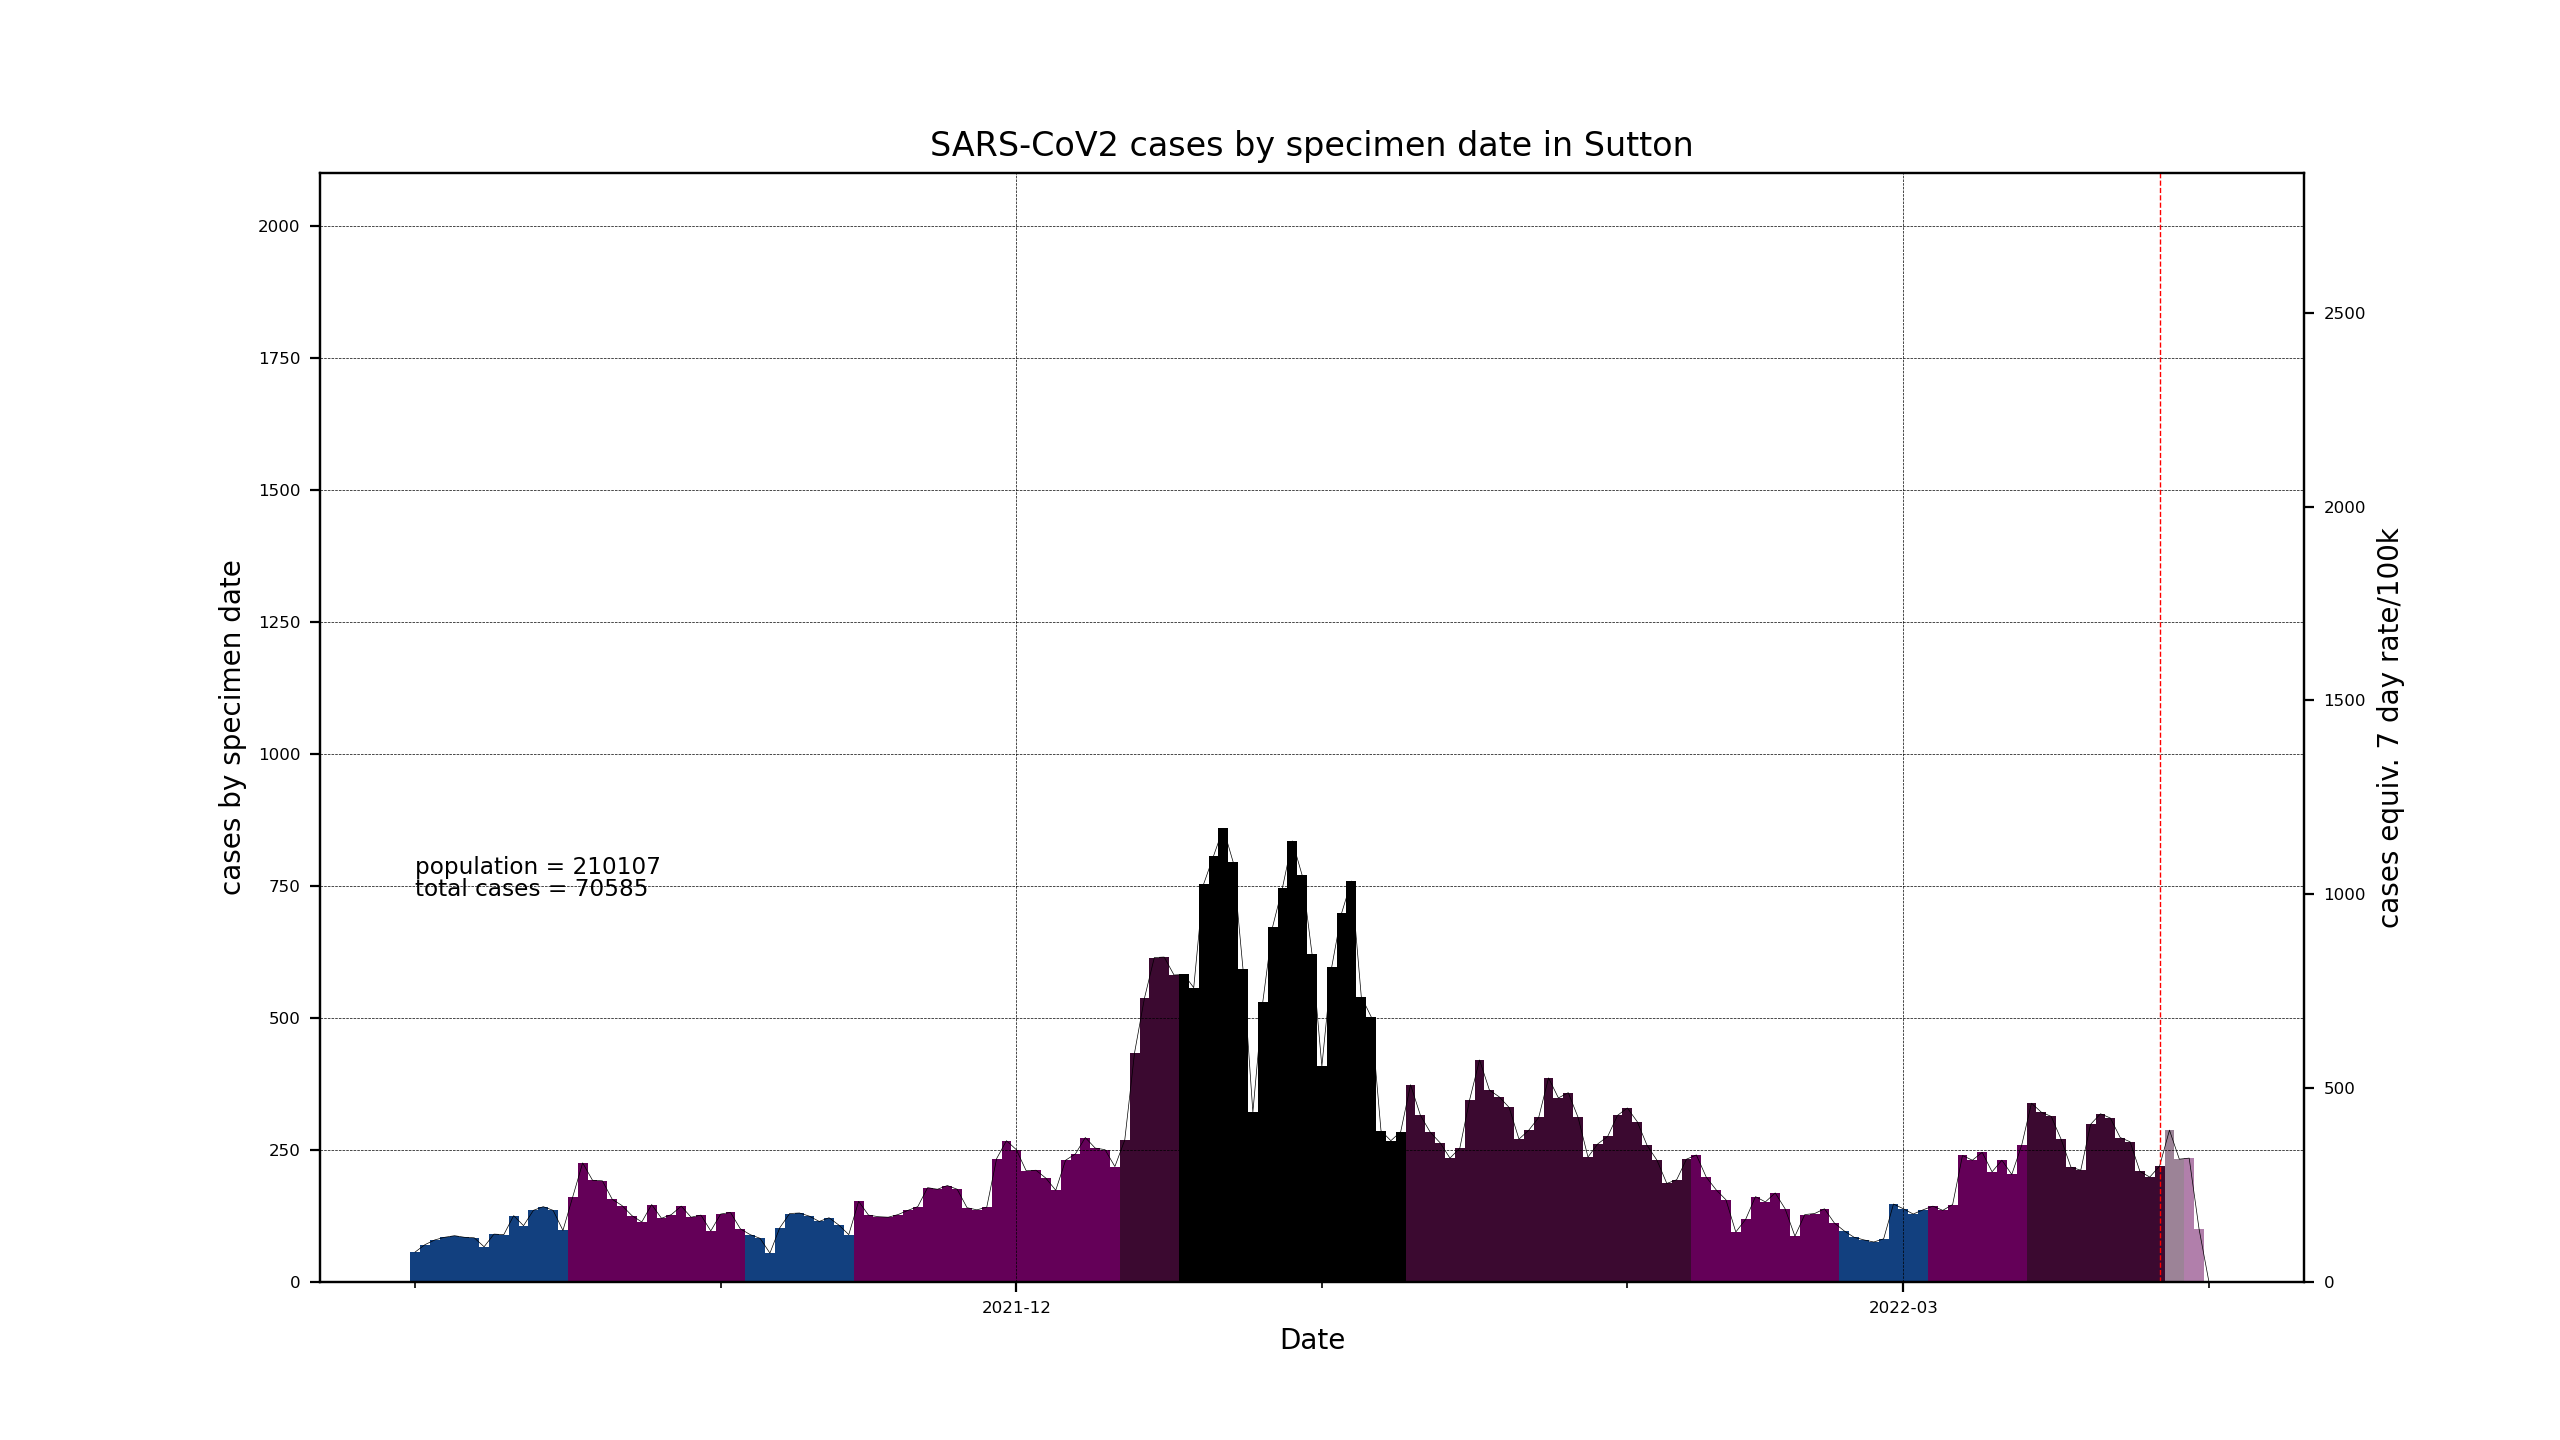 SARS-CoV2 cases by specimen date in Sutton
cases by specimen date
2000
1750
1500
1250
1000
750
500
250
0
population = 210107
total cases = 70585
2500
2000
1500
1000
500
0
cases equiv. 7 day rate/100k
2021-12
2022-03
Date